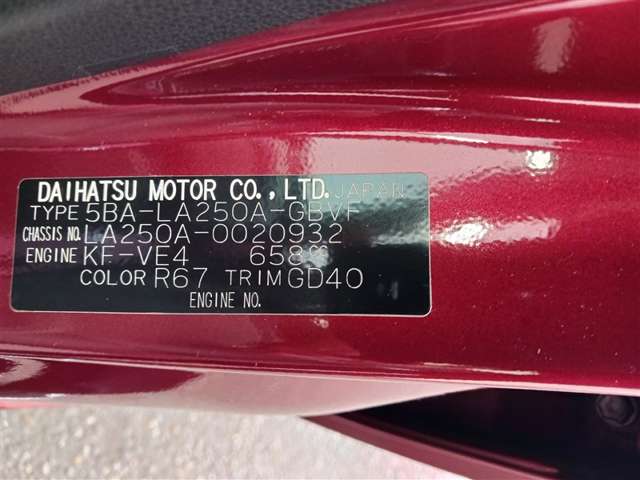 DAIHATSU MOTOR CO., LTD. JAPAN
TYPE 5BA-LA250A-GBVF
CHASSIS NO. LA250A-0020932
ENGINE KF-VE4 658
COLOR R67 TRIM GD40
ENGINE NO.